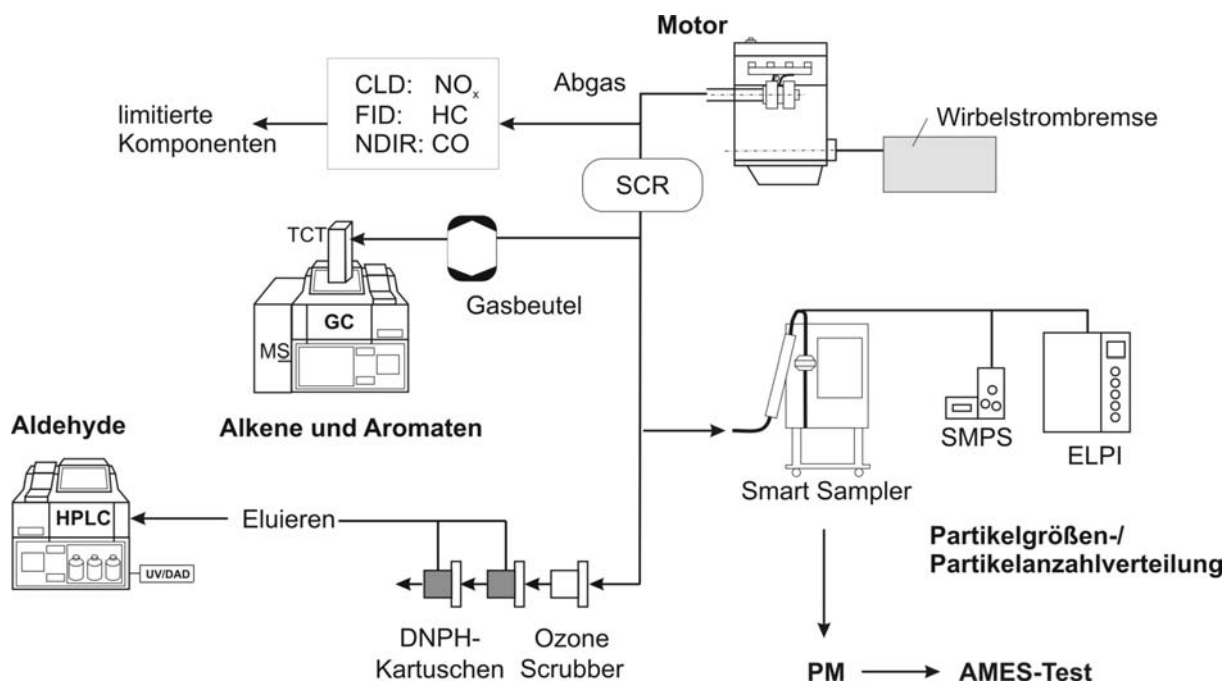 Motor
CLD: NOx
FID: HC
NDIR: CO
Abgas
limitierte
Komponenten
Wirbelstrombremse
SCR
TCT
GC
MS
Gasbeutel
Alkene und Aromaten
SMPS
ELPI
Smart Sampler
Aldehyde
HPLC
UV/DAD
Eluieren
Partikelgrößen-/
Partikelanzahlverteilung
DNPH-
Kartuschen
Ozone
Scrubber
PM
AMES-Test